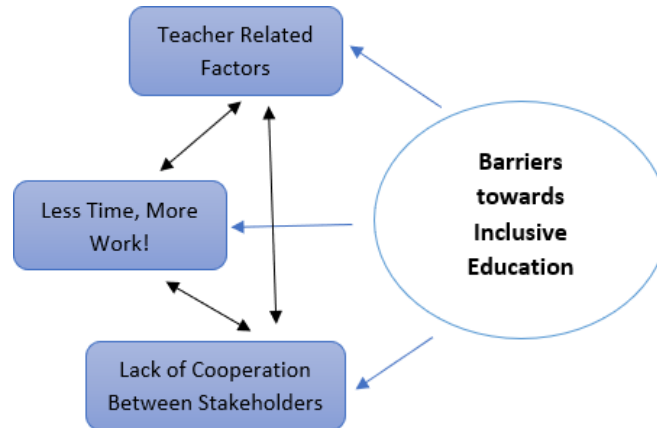 Teacher Related
Factors
Less Time, More
Work!
Lack of Cooperation
Between Stakeholders
Barriers
towards
Inclusive
Education